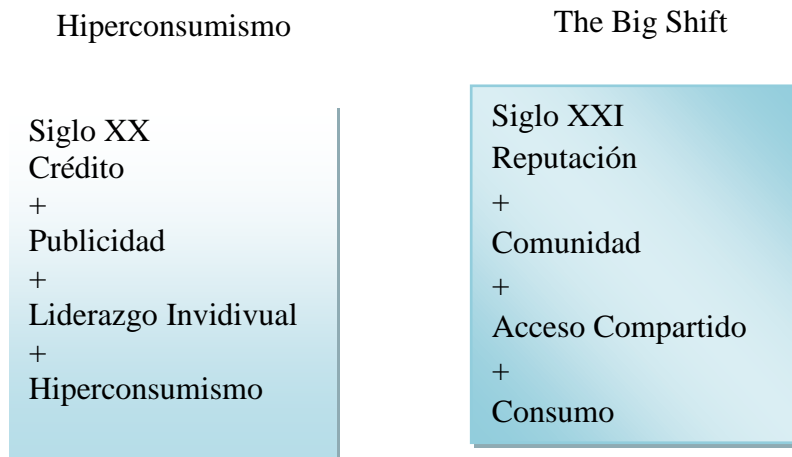 Hiperconsumismo
Siglo XX
Crédito
+
Publicidad
+
Liderazgo Invidivual
+
Hiperconsumismo
The Big Shift
Siglo XXI
Reputación
+
Comunidad
+
Acceso Compartido
+
Consumo